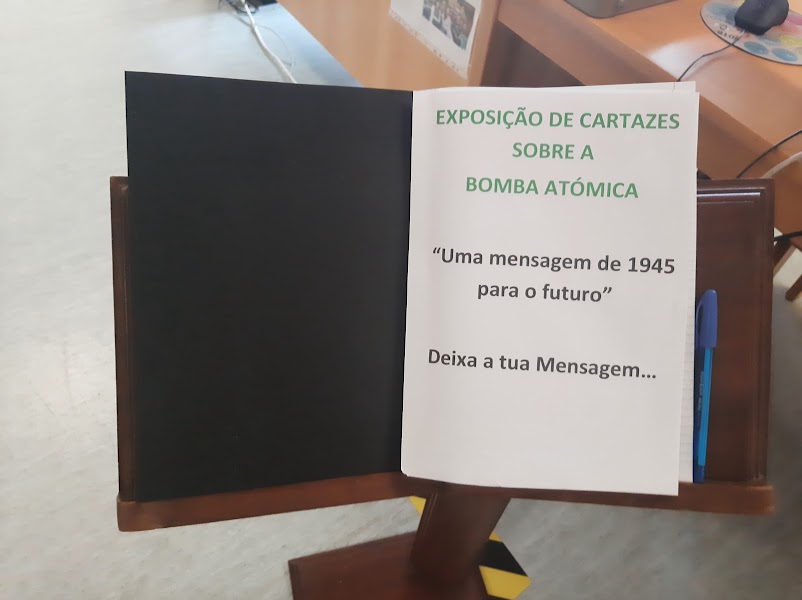 EXPOSIÇÃO DE CARTAZES
SOBRE A
BOMBA ATÓMICA
“Uma mensagem de 1945
para o futuro”
Deixa a tua Mensagem...